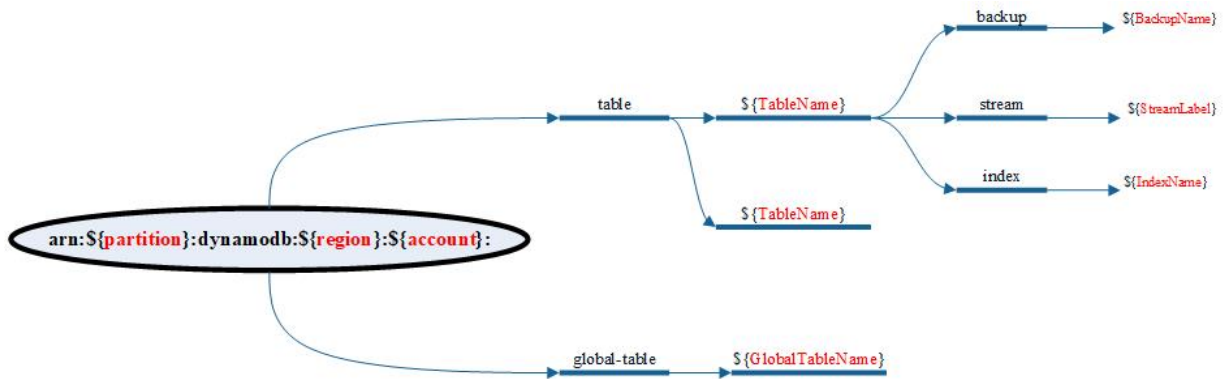 backup
${BackupName}
table
${TableName}
stream
${StreamLabel}
index
${IndexName}
${TableName}
arn:${partition}:dynamodb:${region}:${account}:
global-table
${GlobalTableName}